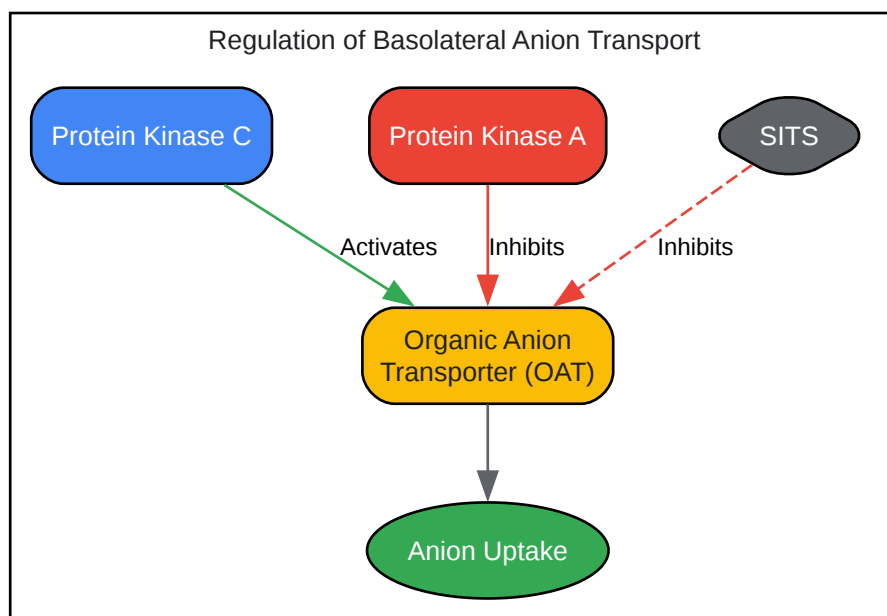 Regulation of Basolateral Anion Transport
Protein Kinase C
Protein Kinase A
SITS
Activates
Inhibits
Inhibits
Organic Anion
Transporter (OAT)
Anion Uptake